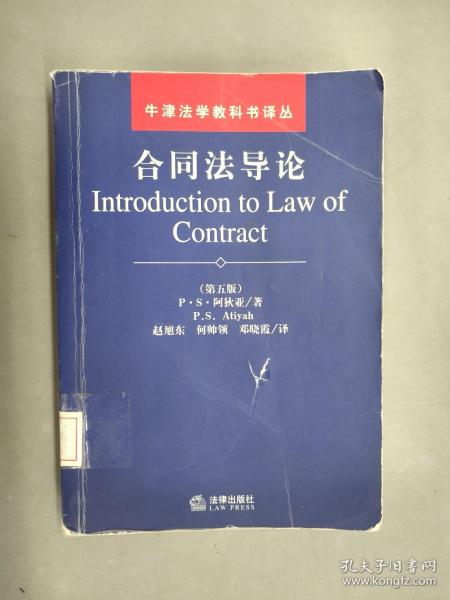 牛津法学教科书译丛
合同法导论
Introduction to Law of
Contract
(第五版)
P·S·阿狄亚/著
P.S. Atiyah
赵旭东 何帅领 邓晓霞/译
法律出版社
LAW PRESS
孔夫子旧书网
www.kongfz.com